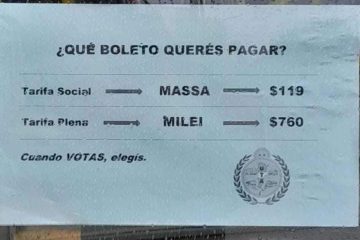 ¿QUÉ BOLETO QUERÉS PAGAR?
Tarifa Social → MASSA → $119
Tarifa Plena → MILEI → $760
Cuando VOTAS, elegís.